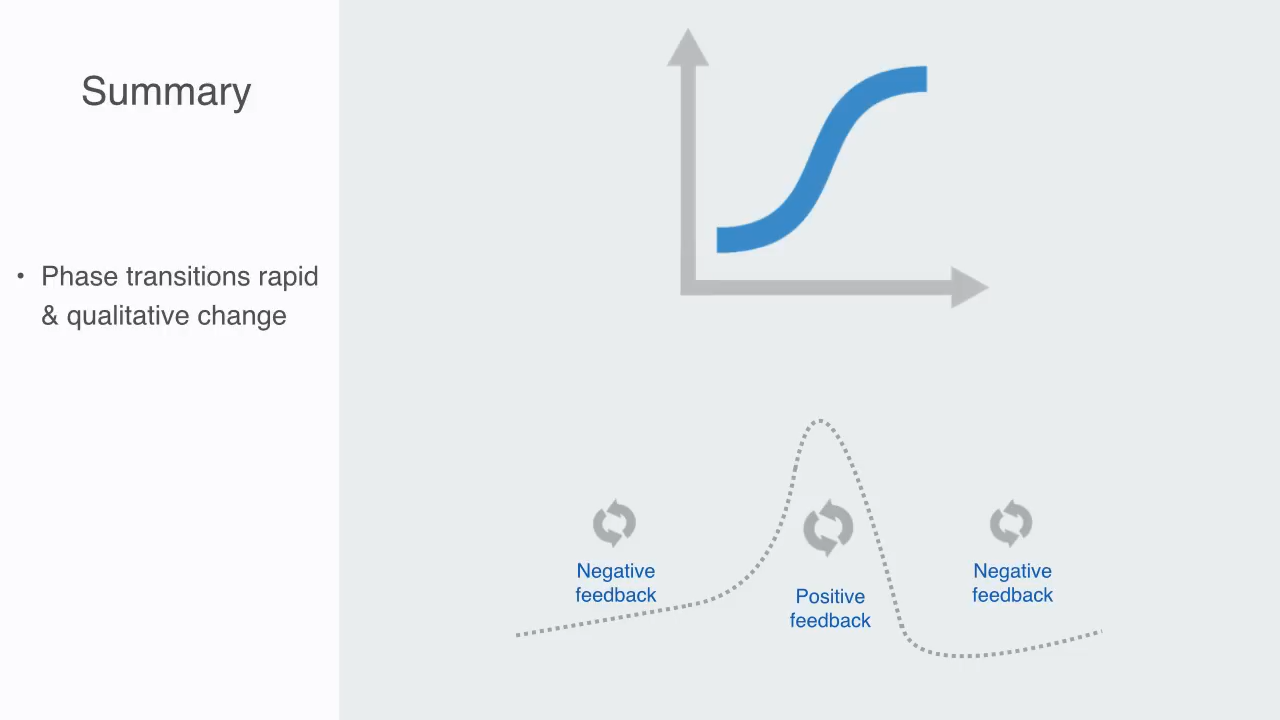 Summary
• Phase transitions rapid
& qualitative change
Negative
feedback
Positive
feedback
Negative
feedback